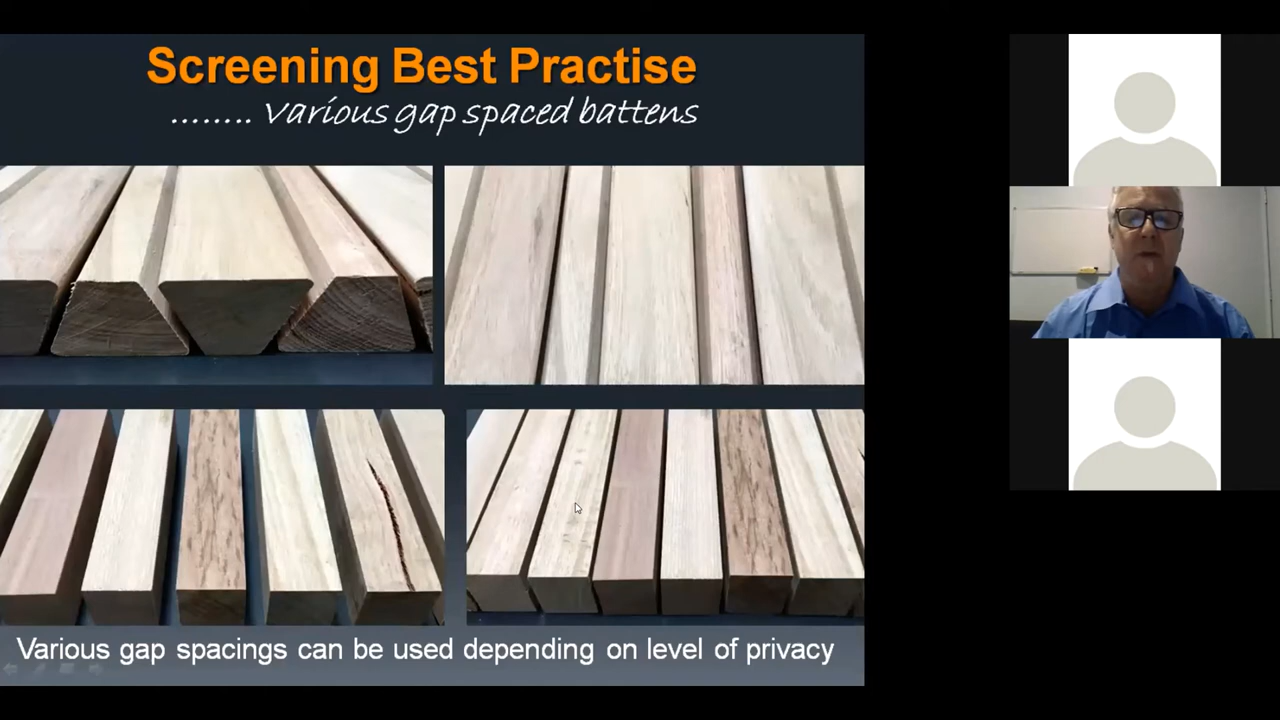 Screening Best Practise
........ Various gap spaced battens
Various gap spacings can be used depending on level of privacy